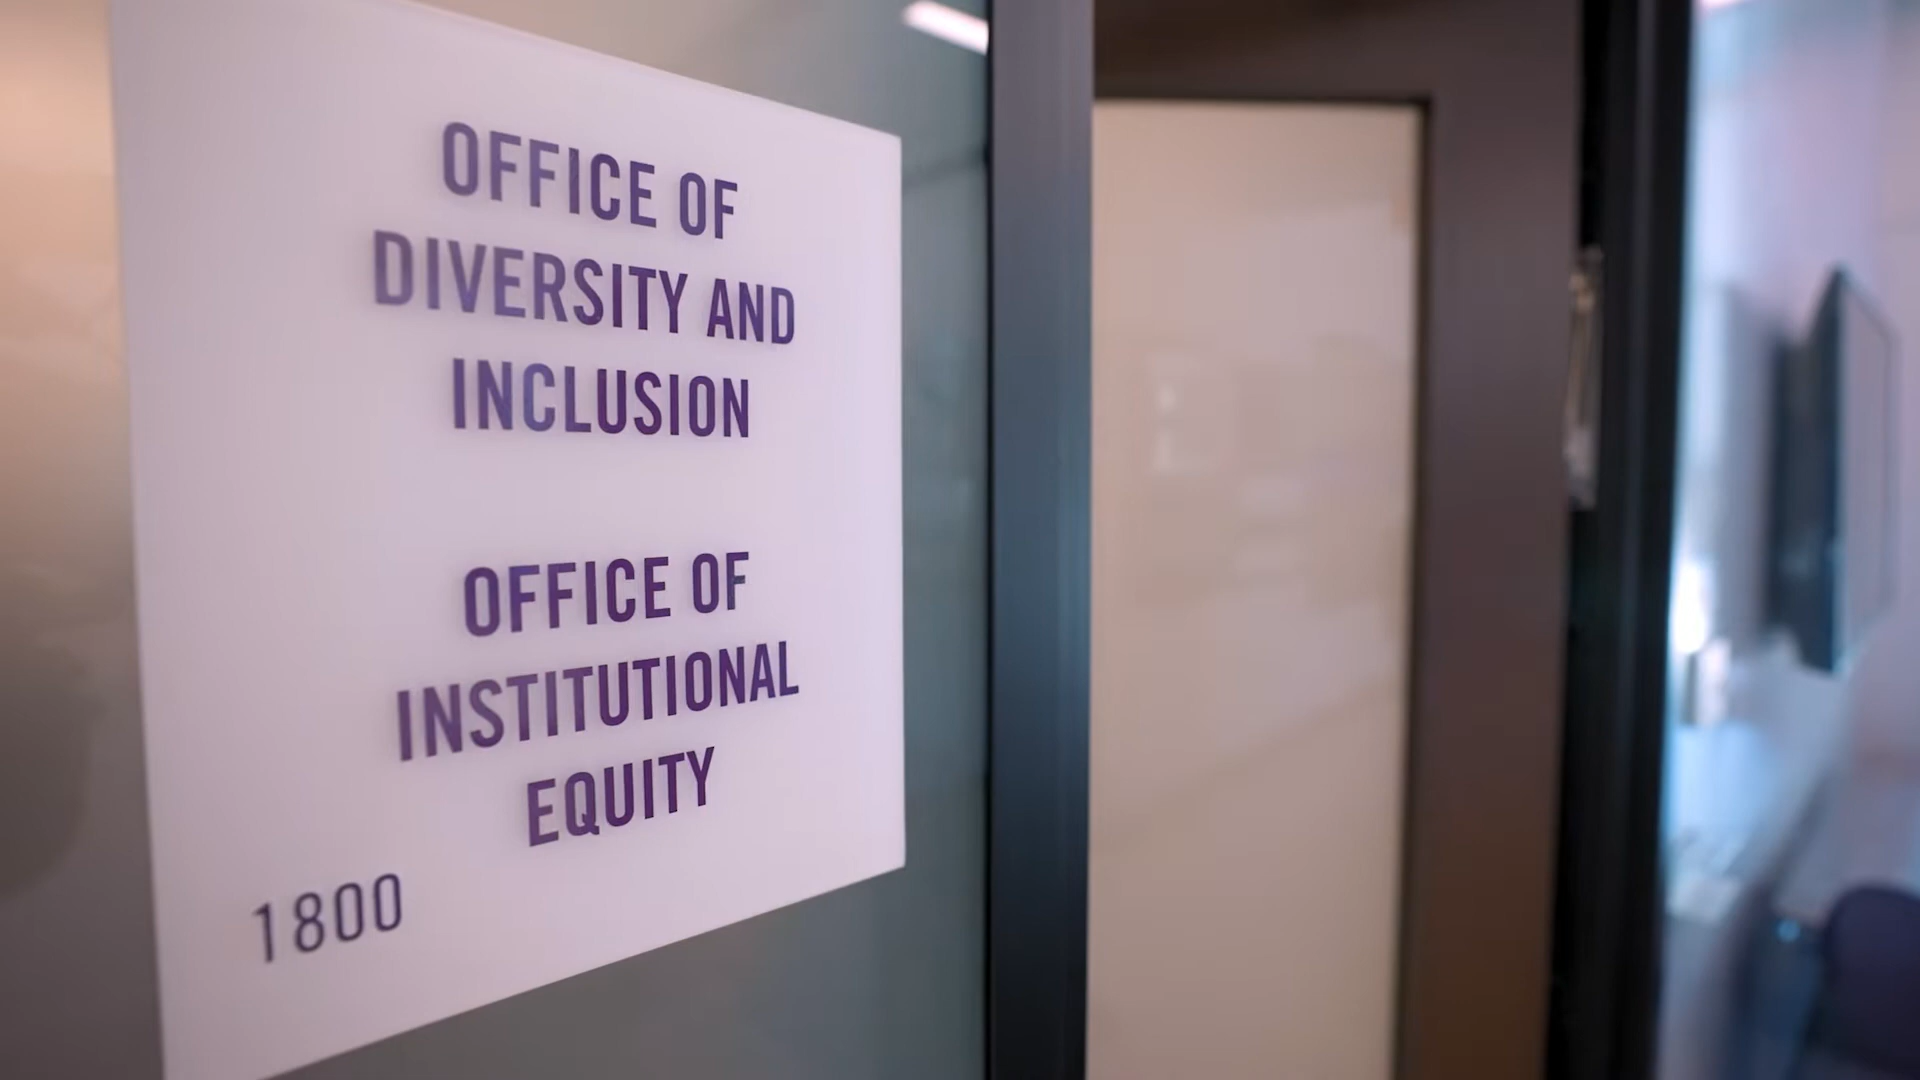 OFFICE OF
DIVERSITY AND
INCLUSION
OFFICE OF
INSTITUTIONAL
EQUITY
1800